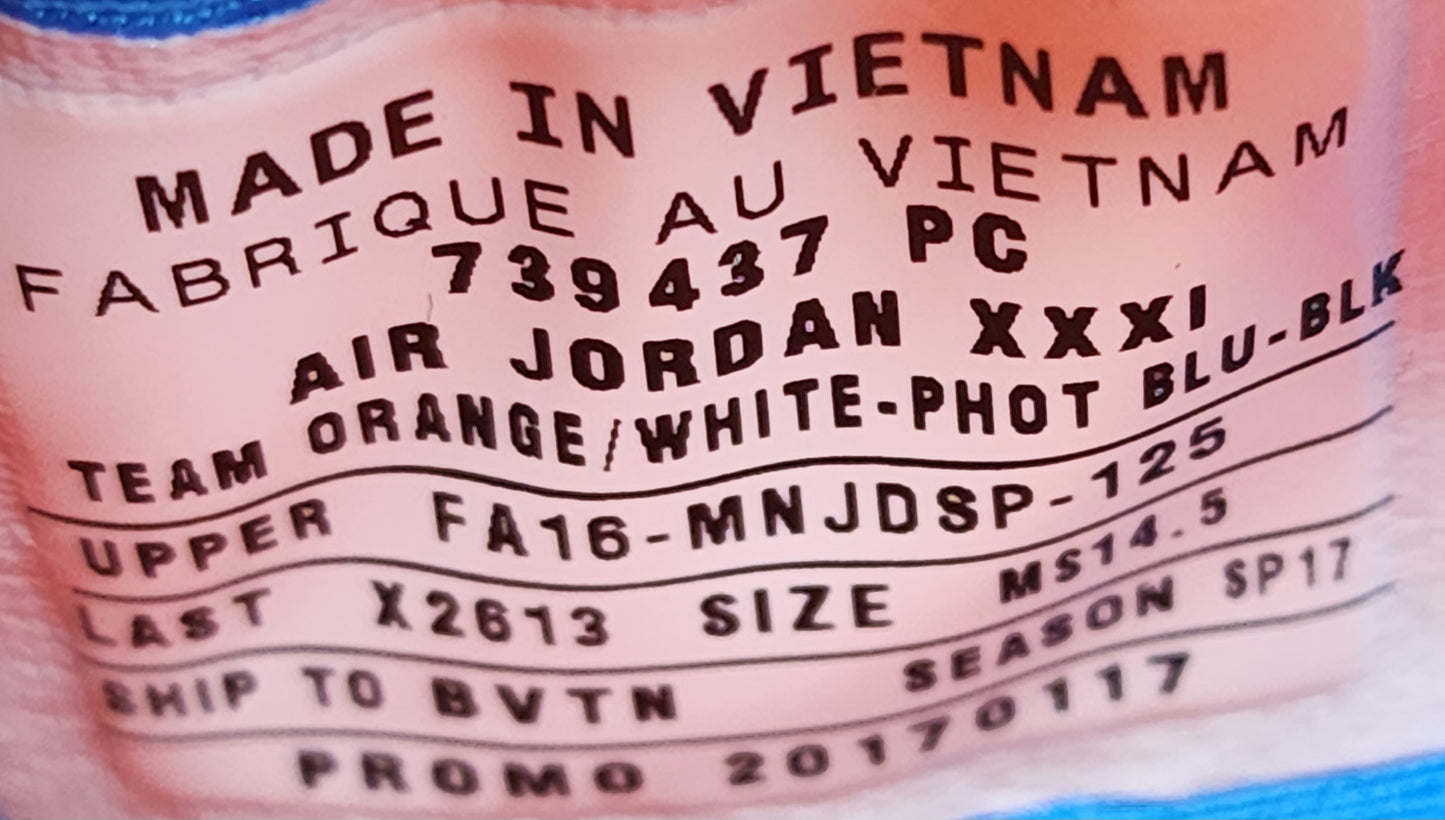 MADE IN VIETNAM
FABRIQUE AU VIETNAM
739437 PC
AIR JORDAN XXXI
TEAM ORANGE/WHITE-PHOT BLU-BLK
UPPER FA16-MNJDSP-125
LAST X2613 SIZE MS14.5
SHIP TO BVTN SEASON SP17
PROMO 20170117